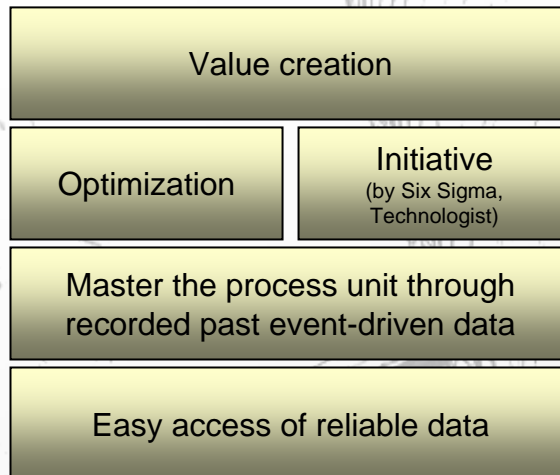 Value creation
Optimization
Initiative
(by Six Sigma,
Technologist)
Master the process unit through
recorded past event-driven data
Easy access of reliable data